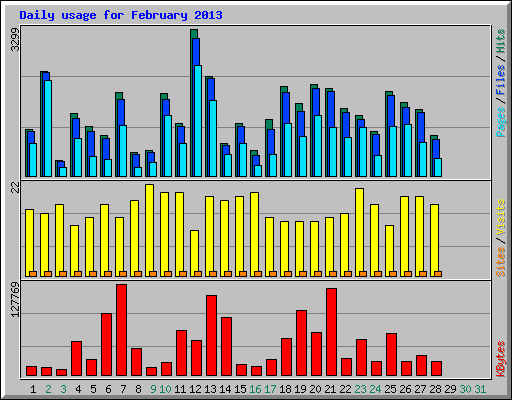 Daily usage for February 2013
3299
Pages / Files / Hits
22
Sites / Visits
127769
KBytes
1 2 3 4 5 6 7 8 9 10 11 12 13 14 15 16 17 18 19 20 21 22 23 24 25 26 27 28 29 30 31